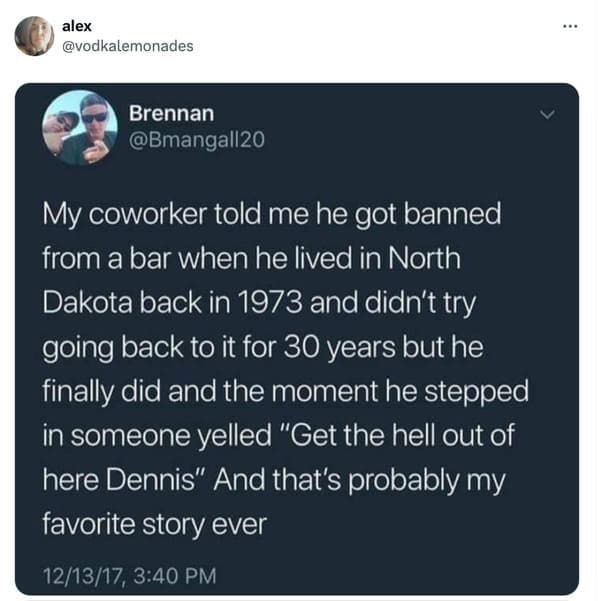 alex
@vodkalemonades
...
Brennan
@Bmangall20
My coworker told me he got banned
from a bar when he lived in North
Dakota back in 1973 and didn't try
going back to it for 30 years but he
finally did and the moment he stepped
in someone yelled "Get the hell out of
here Dennis" And that's probably my
favorite story ever
12/13/17, 3:40 PM